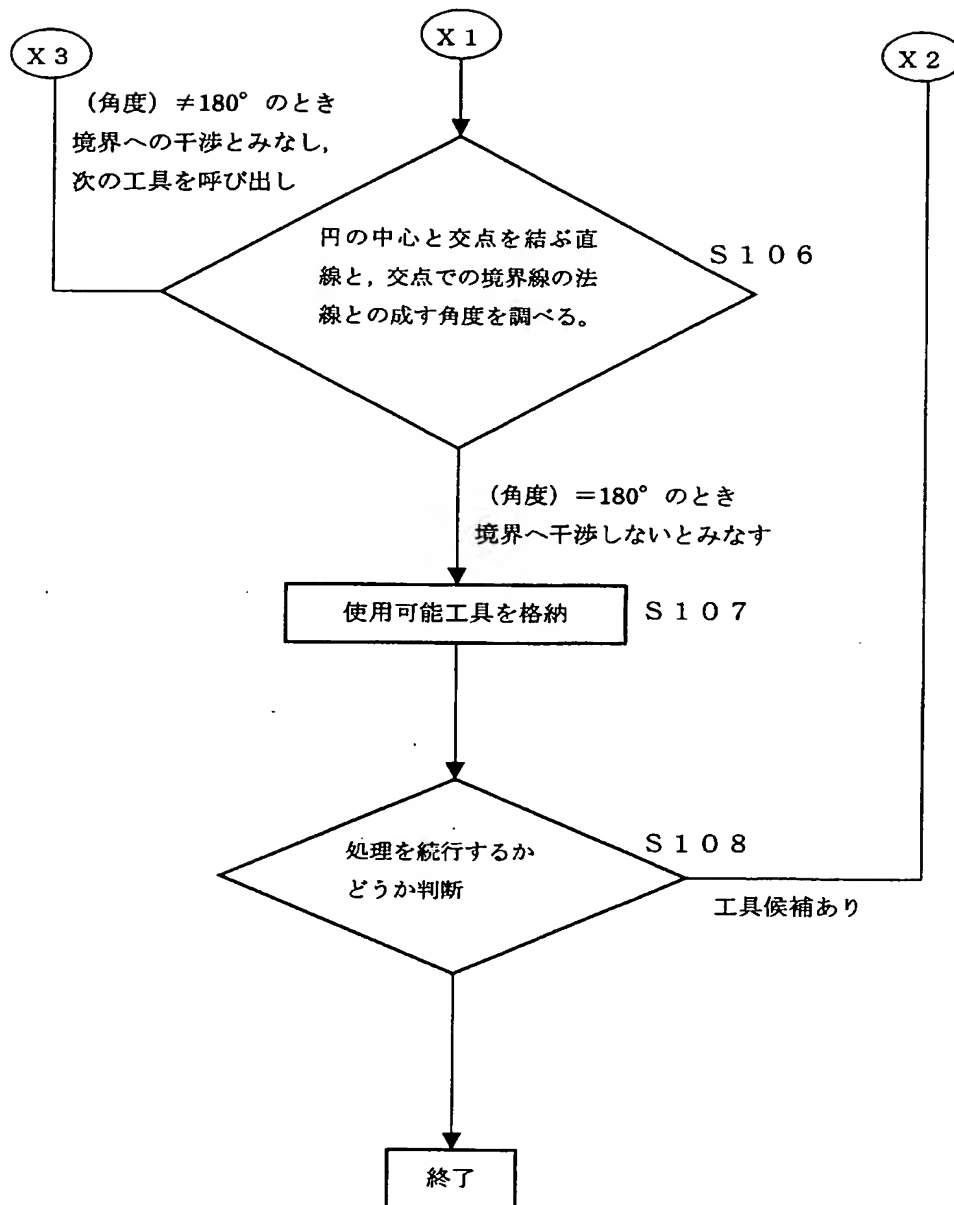 X3
X1
X2
（角度）≠180° のとき
境界への干渉とみなし，
次の工具を呼び出し
円の中心と交点を結ぶ直
線と，交点での境界線の法
線との成す角度を調べる。
S106
（角度）＝180° のとき
境界へ干渉しないとみなす
使用可能工具を格納
S107
処理を続行するか
どうか判断
S108
工具候補あり
終了